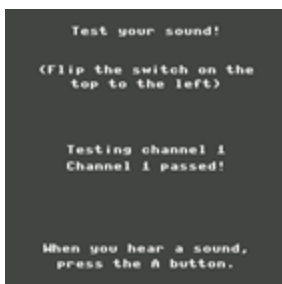 Test your sound!
(Flip the switch on the
top to the left)
Testing channel 1
Channel 1 passed!
When you hear a sound,
press the A button.